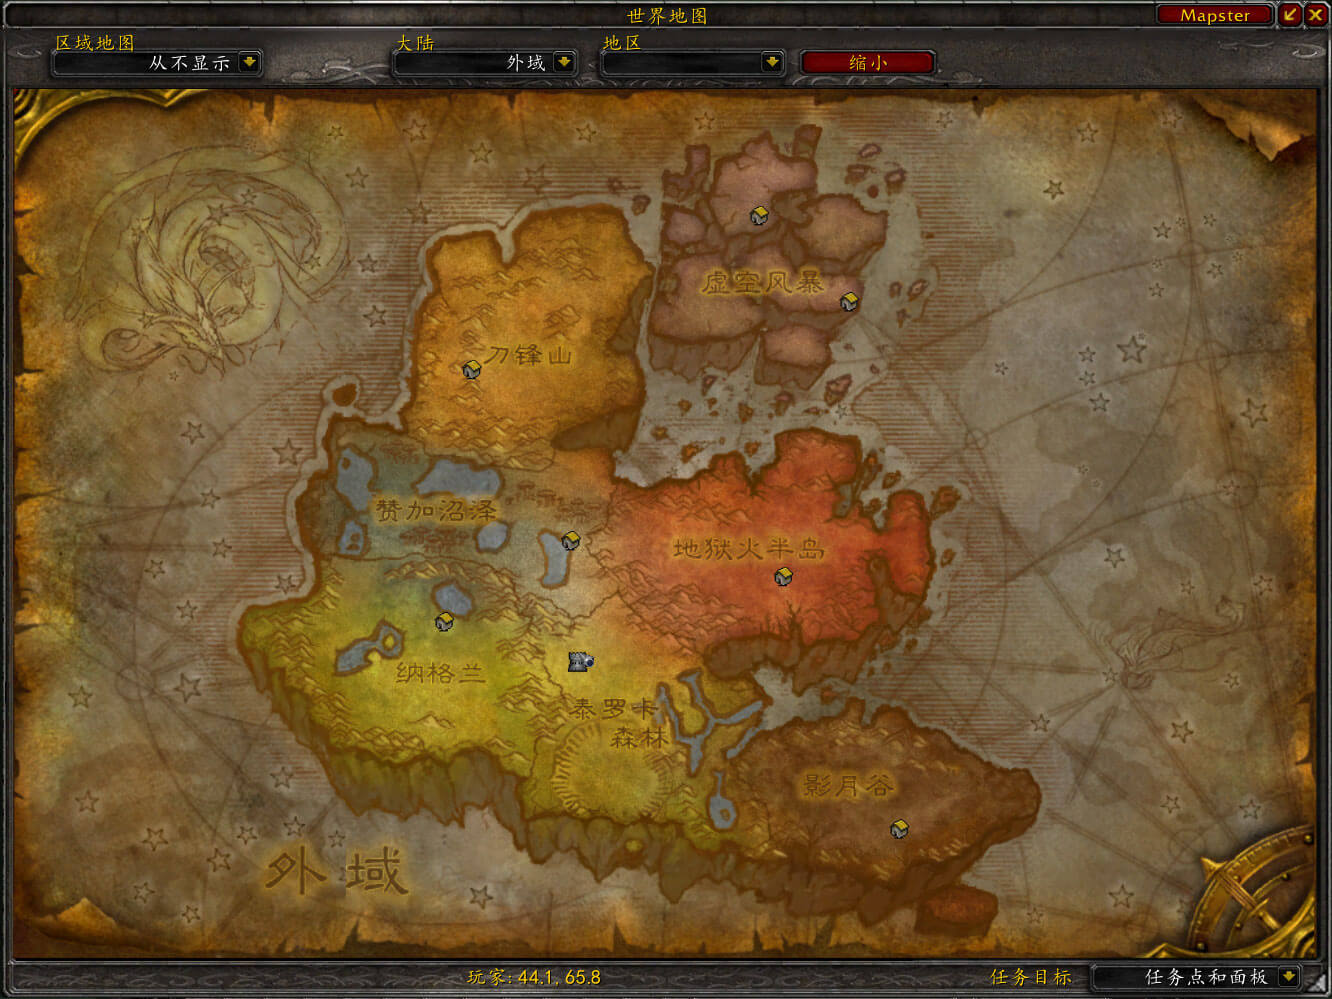 世界地图
Mapster
区域地图
大陆
地区
从不显示
外域
缩小
虚空风暴
刀锋山
赞加沼泽
地狱火半岛
纳格兰
泰罗卡
森林
影月谷
外域
玩家: 44.1, 65.8
任务目标
任务点和面板